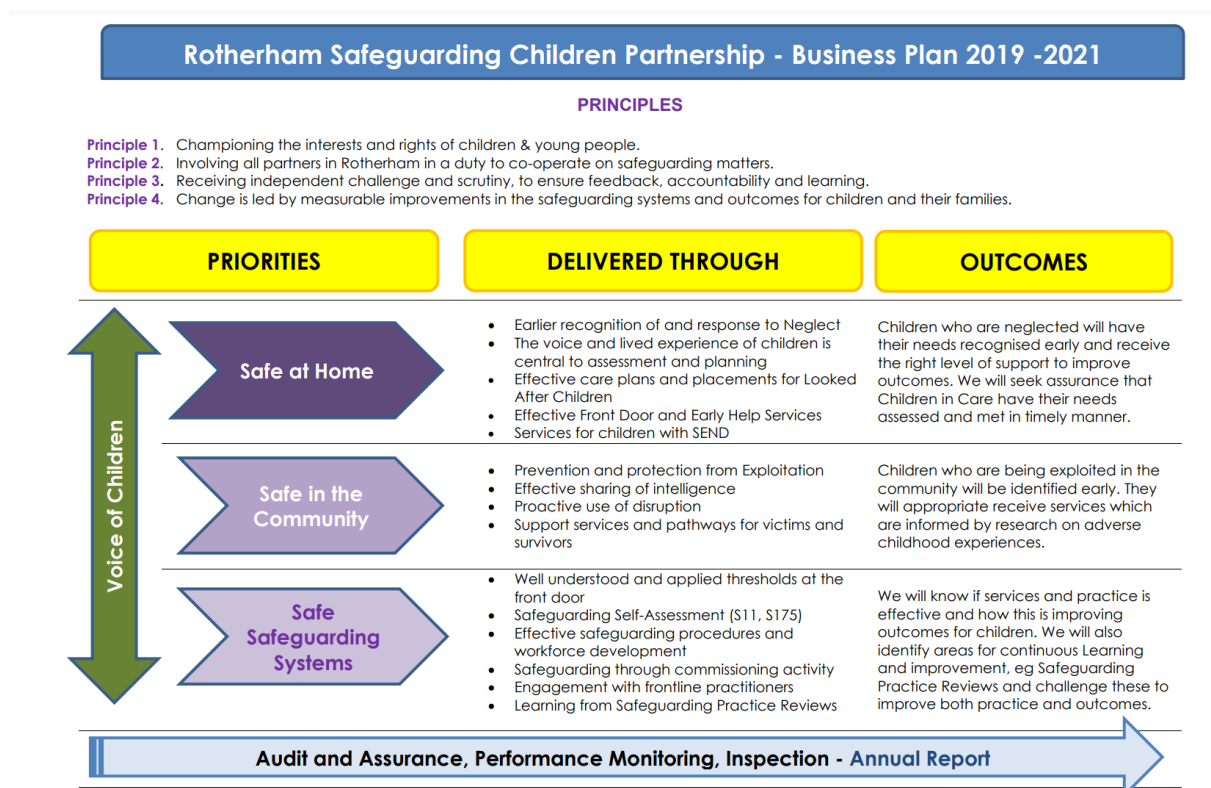 Rotherham Safeguarding Children Partnership - Business Plan 2019 -2021
PRINCIPLES
Principle 1. Championing the interests and rights of children & young people.
Principle 2. Involving all partners in Rotherham in a duty to co-operate on safeguarding matters.
Principle 3. Receiving independent challenge and scrutiny, to ensure feedback, accountability and learning.
Principle 4. Change is led by measurable improvements in the safeguarding systems and outcomes for children and their families.
PRIORITIES
DELIVERED THROUGH
OUTCOMES
Voice of Children
Safe at Home
• Earlier recognition of and response to Neglect
• The voice and lived experience of children is
central to assessment and planning
• Effective care plans and placements for Looked
After Children
• Effective Front Door and Early Help Services
• Services for children with SEND
Children who are neglected will have
their needs recognised early and receive
the right level of support to improve
outcomes. We will seek assurance that
Children in Care have their needs
assessed and met in timely manner.
Safe in the
Community
• Prevention and protection from Exploitation
• Effective sharing of intelligence
• Proactive use of disruption
• Support services and pathways for victims and
survivors
Children who are being exploited in the
community will be identified early. They
will appropriate receive services which
are informed by research on adverse
childhood experiences.
Safe
Safeguarding
Systems
• Well understood and applied thresholds at the
front door
• Safeguarding Self-Assessment (S11, S175)
• Effective safeguarding procedures and
workforce development
• Safeguarding through commissioning activity
• Engagement with frontline practitioners
• Learning from Safeguarding Practice Reviews
We will know if services and practice is
effective and how this is improving
outcomes for children. We will also
identify areas for continuous Learning
and improvement, eg Safeguarding
Practice Reviews and challenge these to
improve both practice and outcomes.
Audit and Assurance, Performance Monitoring, Inspection - Annual Report